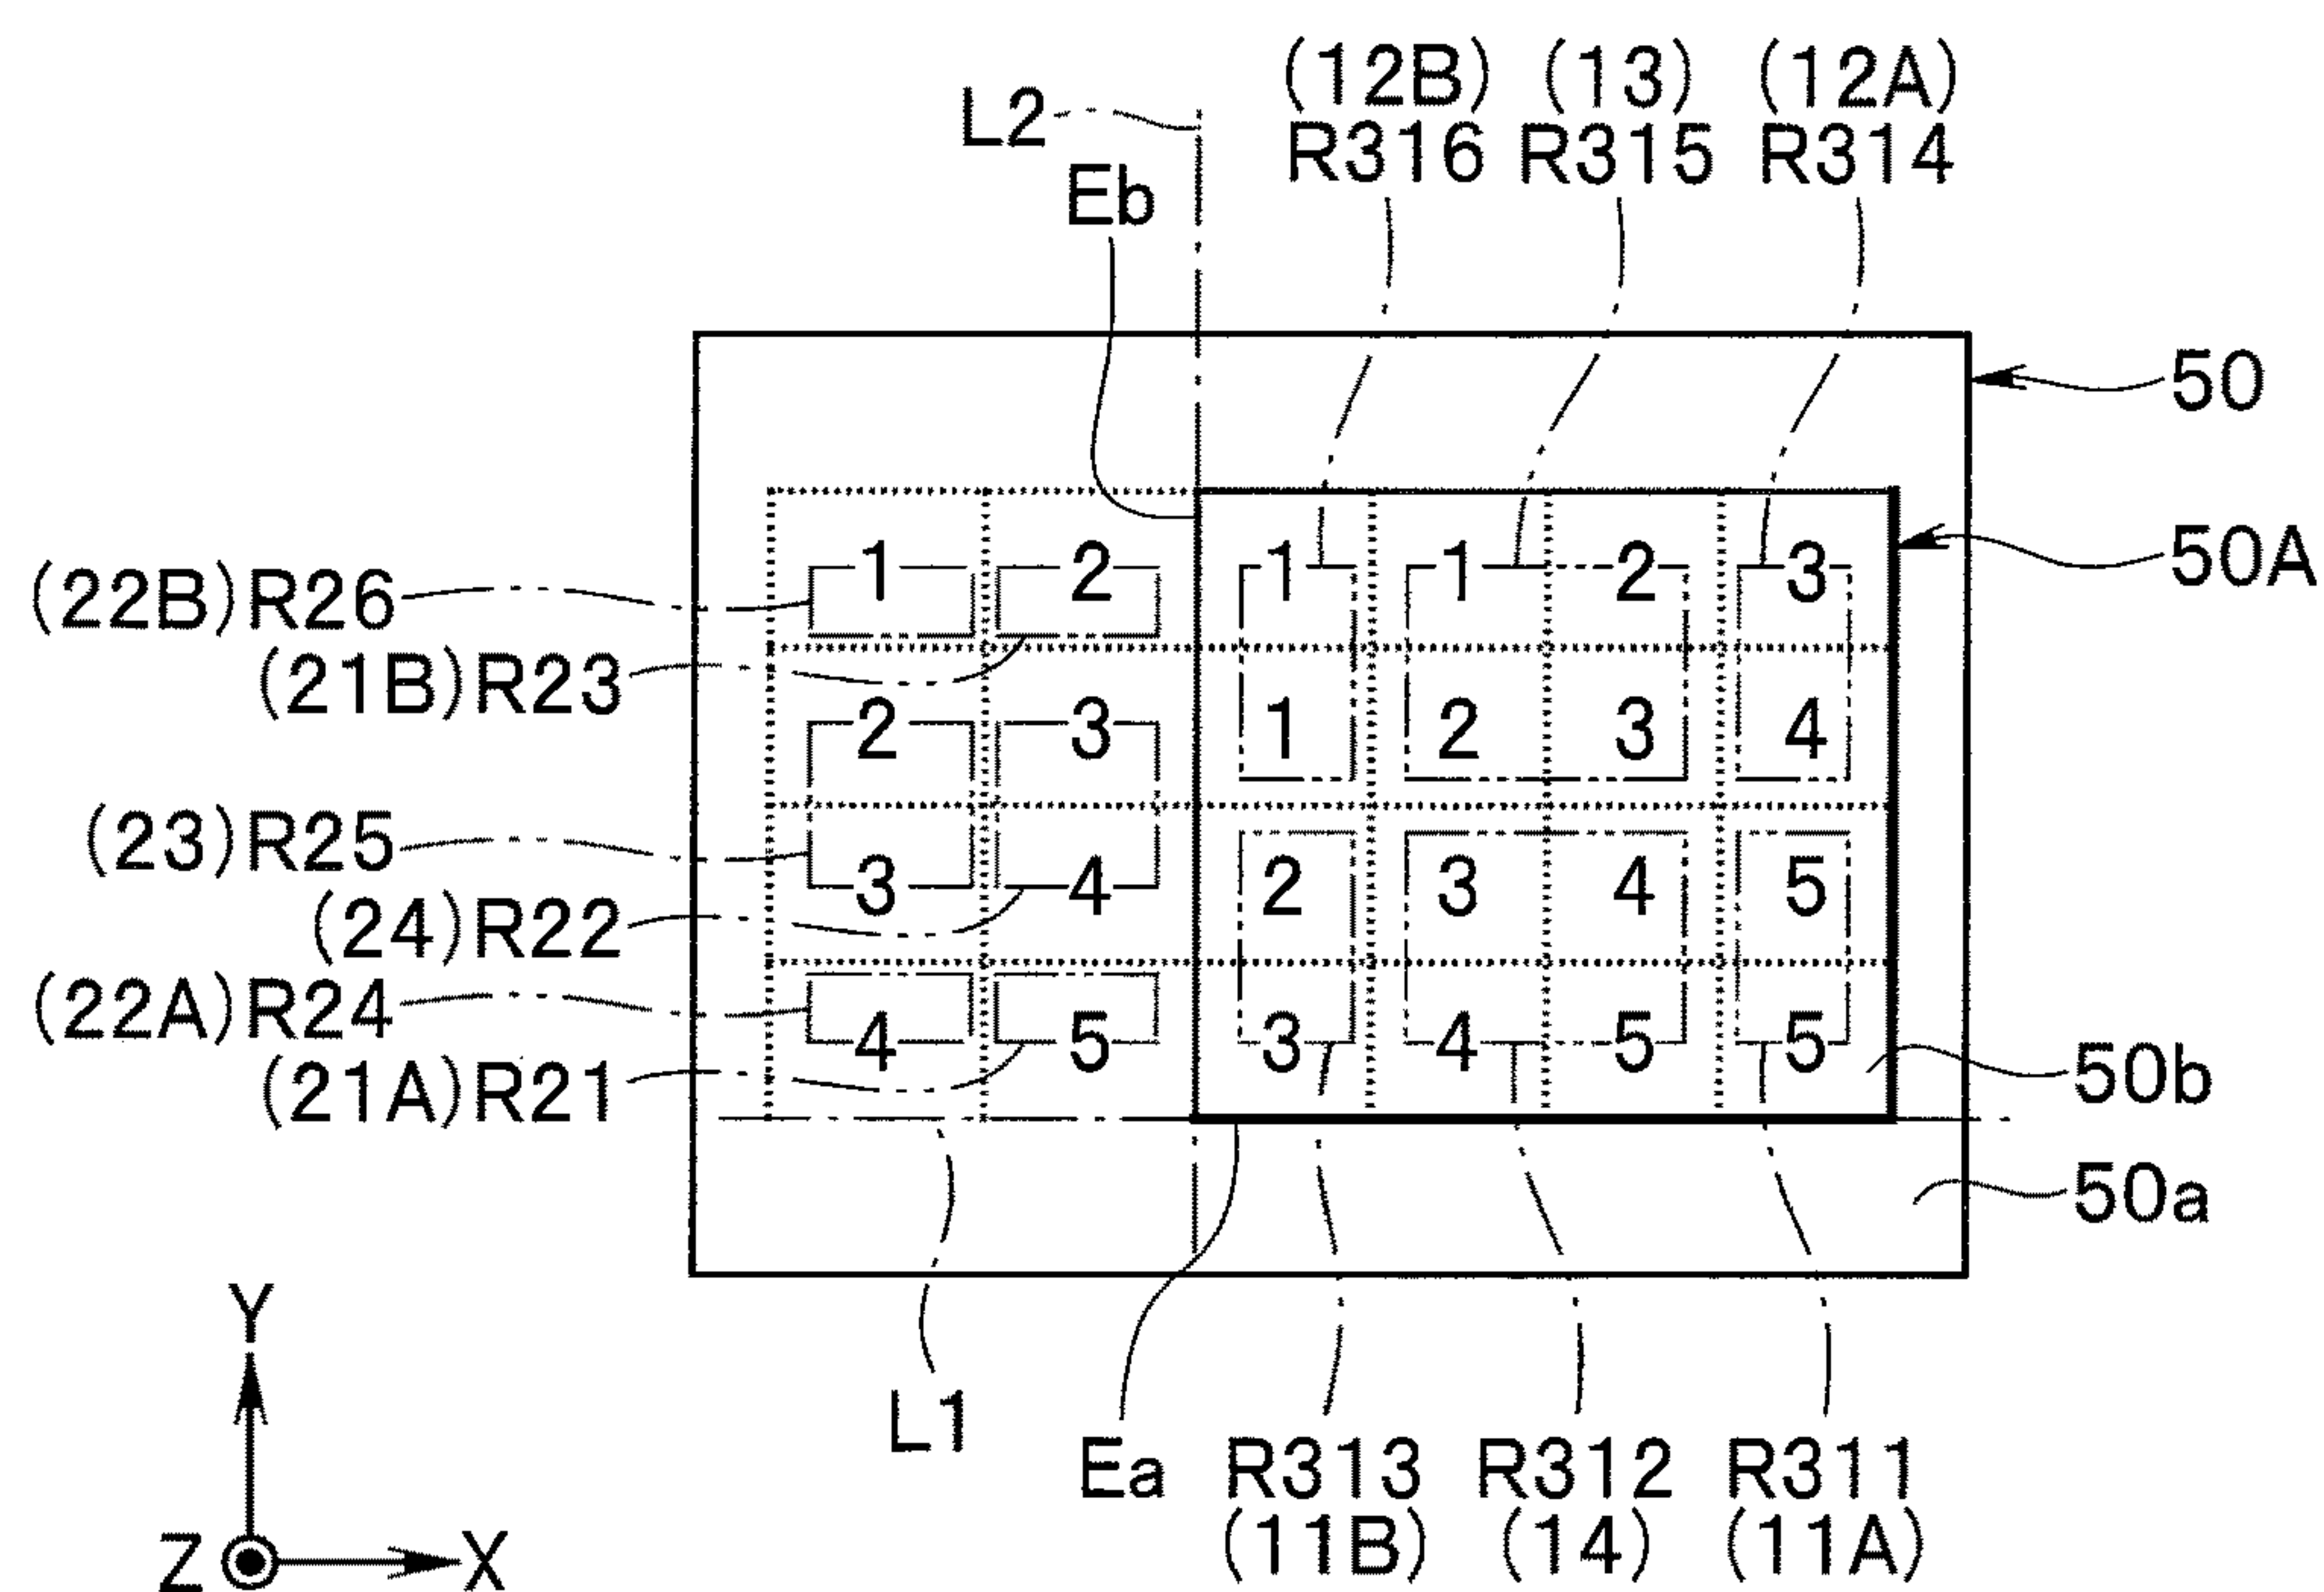 (12B) (13) (12A)
L2 R316 R315 R314
Eb
50
50A
1 2 1 1 2 3
(22B)R26
(21B)R23
2 3 1 2 3 4
(23)R25
3 4 2 3 4 5
(24)R22
(22A)R24
4 5 3 4 5 5
(21A)R21
50b
50a
Y
L1
Ea R313 R312 R311
Z X (11B) (14) (11A)